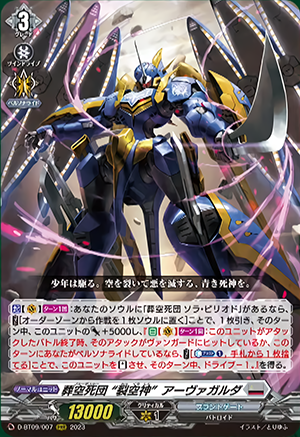 3
グレード
ツインドライブ
ペルソナライド
少年は駆る。空を裂いて悪を滅する、青き死神を。
永【V】【ターン1回】:あなたのソウルに「葬空死団 ソラ・ピリオド」があるなら、
【オーダーゾーンから作戦を1枚ソウルに置く】ことで、1枚引き、そのターン中、このユニットの+5000し、
自【V】【ターン1回】:このユニットがアタックしたバトル終了時、そのアタックがヴァンガードにヒットしているか、このターンにあなたがペルソナライドしているなら、【コスト】【手札から1枚捨てる】ことで、このユニットを【スタンド】させ、そのターン中、ドライブ-1を得る。
ノーマルユニット
葬空死団 “裂空神” アーヴァガルダ
パワー
13000
クリティカル
1
ブラントゲート
バトロイド
D-BT09/007 RRR 2023
イラスト/とりゆふ